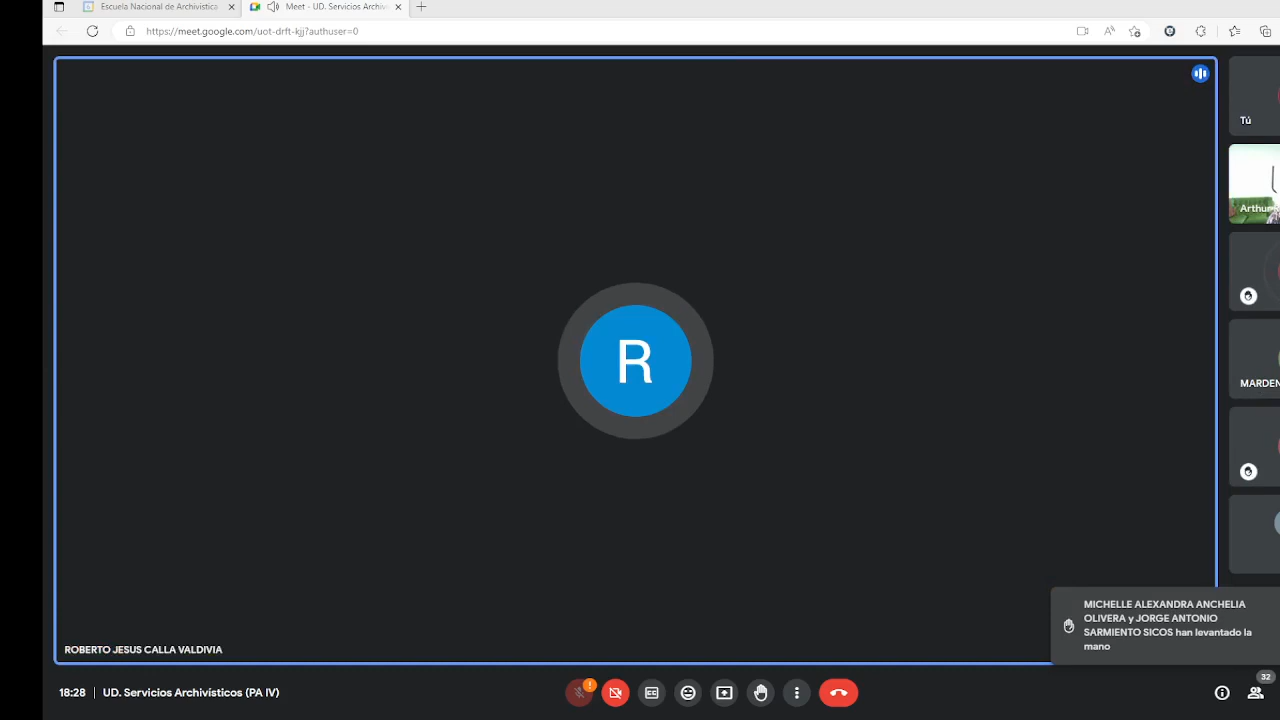 Escuela Nacional de Archivística
Meet - UD. Servicios Archiv
https://meet.google.com/uot-drft-kjj?authuser=0
Tú
Arthur
R
MARDEN
MICHELLE ALEXANDRA ANCHELIA
OLIVERA y JORGE ANTONIO
SARMIENTO SICOS han levantado la
mano
ROBERTO JESUS CALLA VALDIVIA
18:28 | UD. Servicios Archivísticos (PA IV)
32